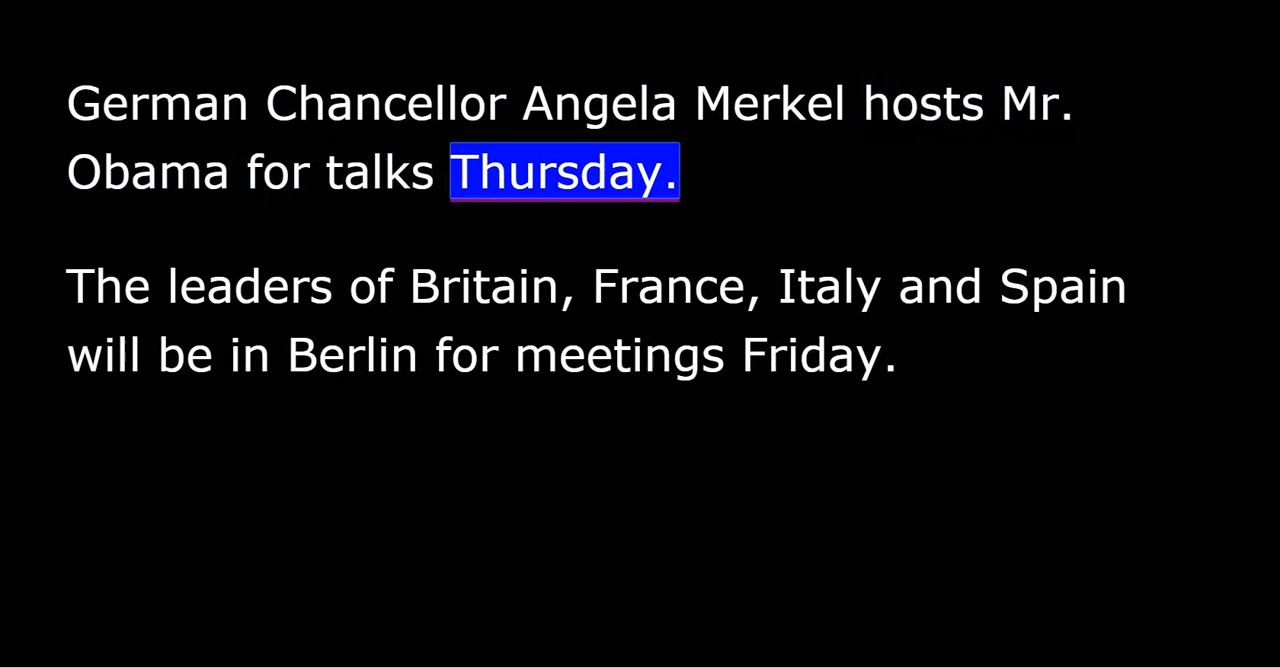 German Chancellor Angela Merkel hosts Mr.
Obama for talks Thursday.
The leaders of Britain, France, Italy and Spain
will be in Berlin for meetings Friday.